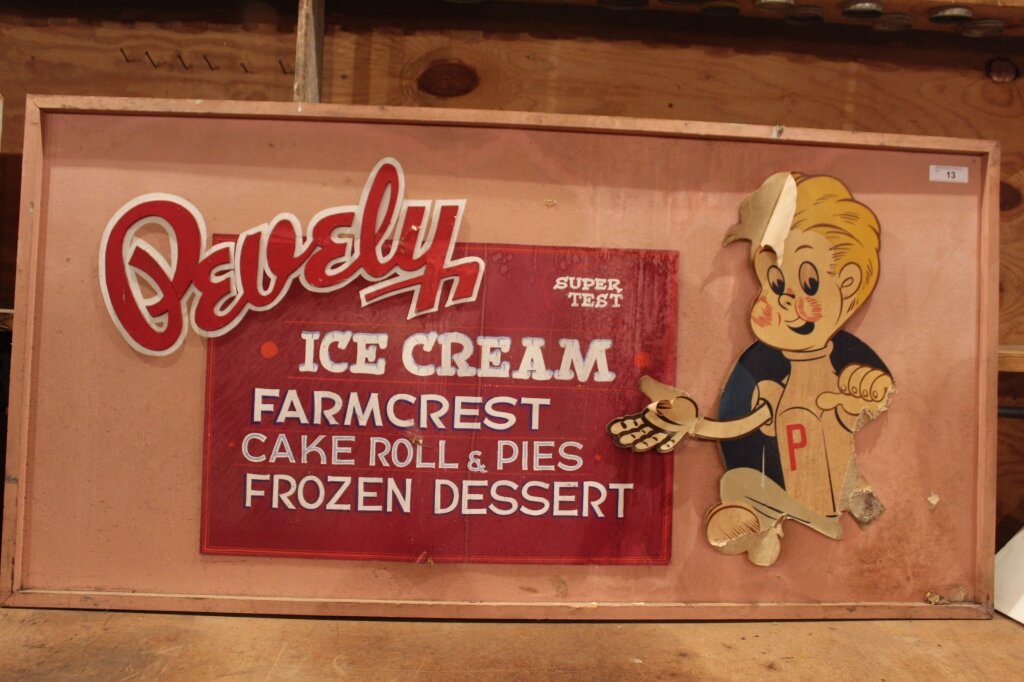 Pevely
SUPER
TEST
ICE CREAM
FARMCREST
CAKE ROLL & PIES
FROZEN DESSERT
P
13